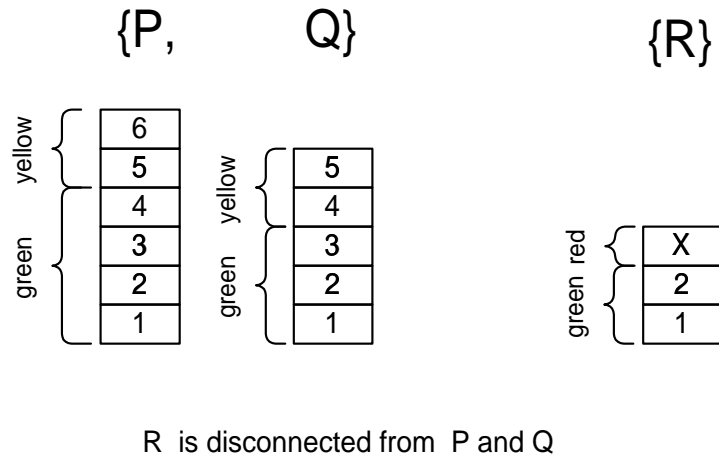 {P, Q} {R}
6
5 5
4 4
3 3 X
2 2 2
1 1 1
yellow
green
yellow
green
red
green
R is disconnected from P and Q